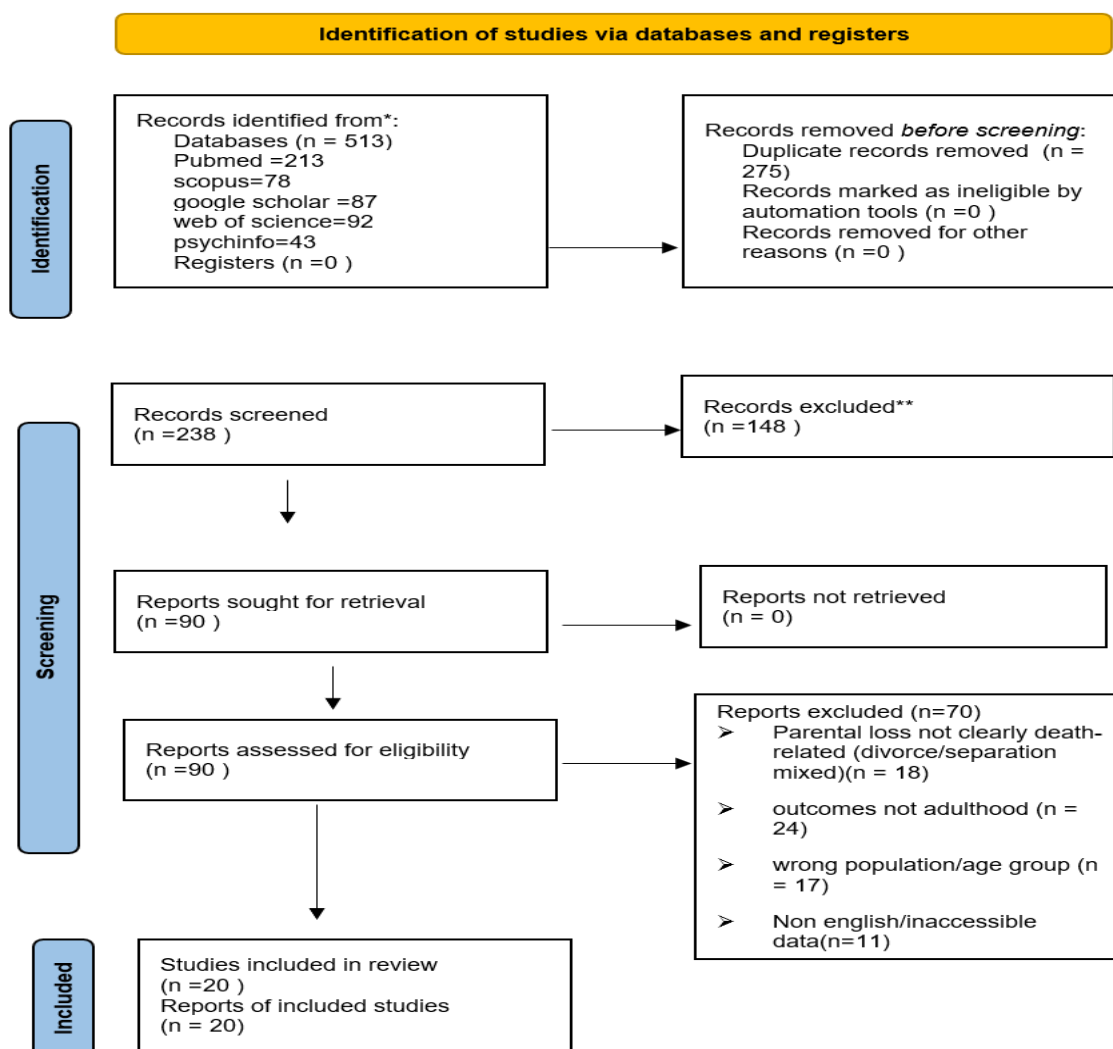 Identification of studies via databases and registers
Identification
Records identified from*:
Databases (n = 513)
Pubmed =213
scopus=78
google scholar =87
web of science=92
psychinfo=43
Registers (n =0 )
Records removed before screening:
Duplicate records removed (n =
275)
Records marked as ineligible by
automation tools (n =0 )
Records removed for other
reasons (n =0 )
Screening
Records screened
(n =238 )
Records excluded**
(n =148 )
Reports sought for retrieval
(n =90 )
Reports not retrieved
(n = 0)
Reports assessed for eligibility
(n =90 )
Reports excluded (n=70)
➢ Parental loss not clearly death-
related (divorce/separation
mixed)(n = 18)
➢ outcomes not adulthood (n =
24)
➢ wrong population/age group (n
= 17)
➢ Non english/inaccessible
data(n=11)
Included
Studies included in review
(n =20 )
Reports of included studies
(n = 20)